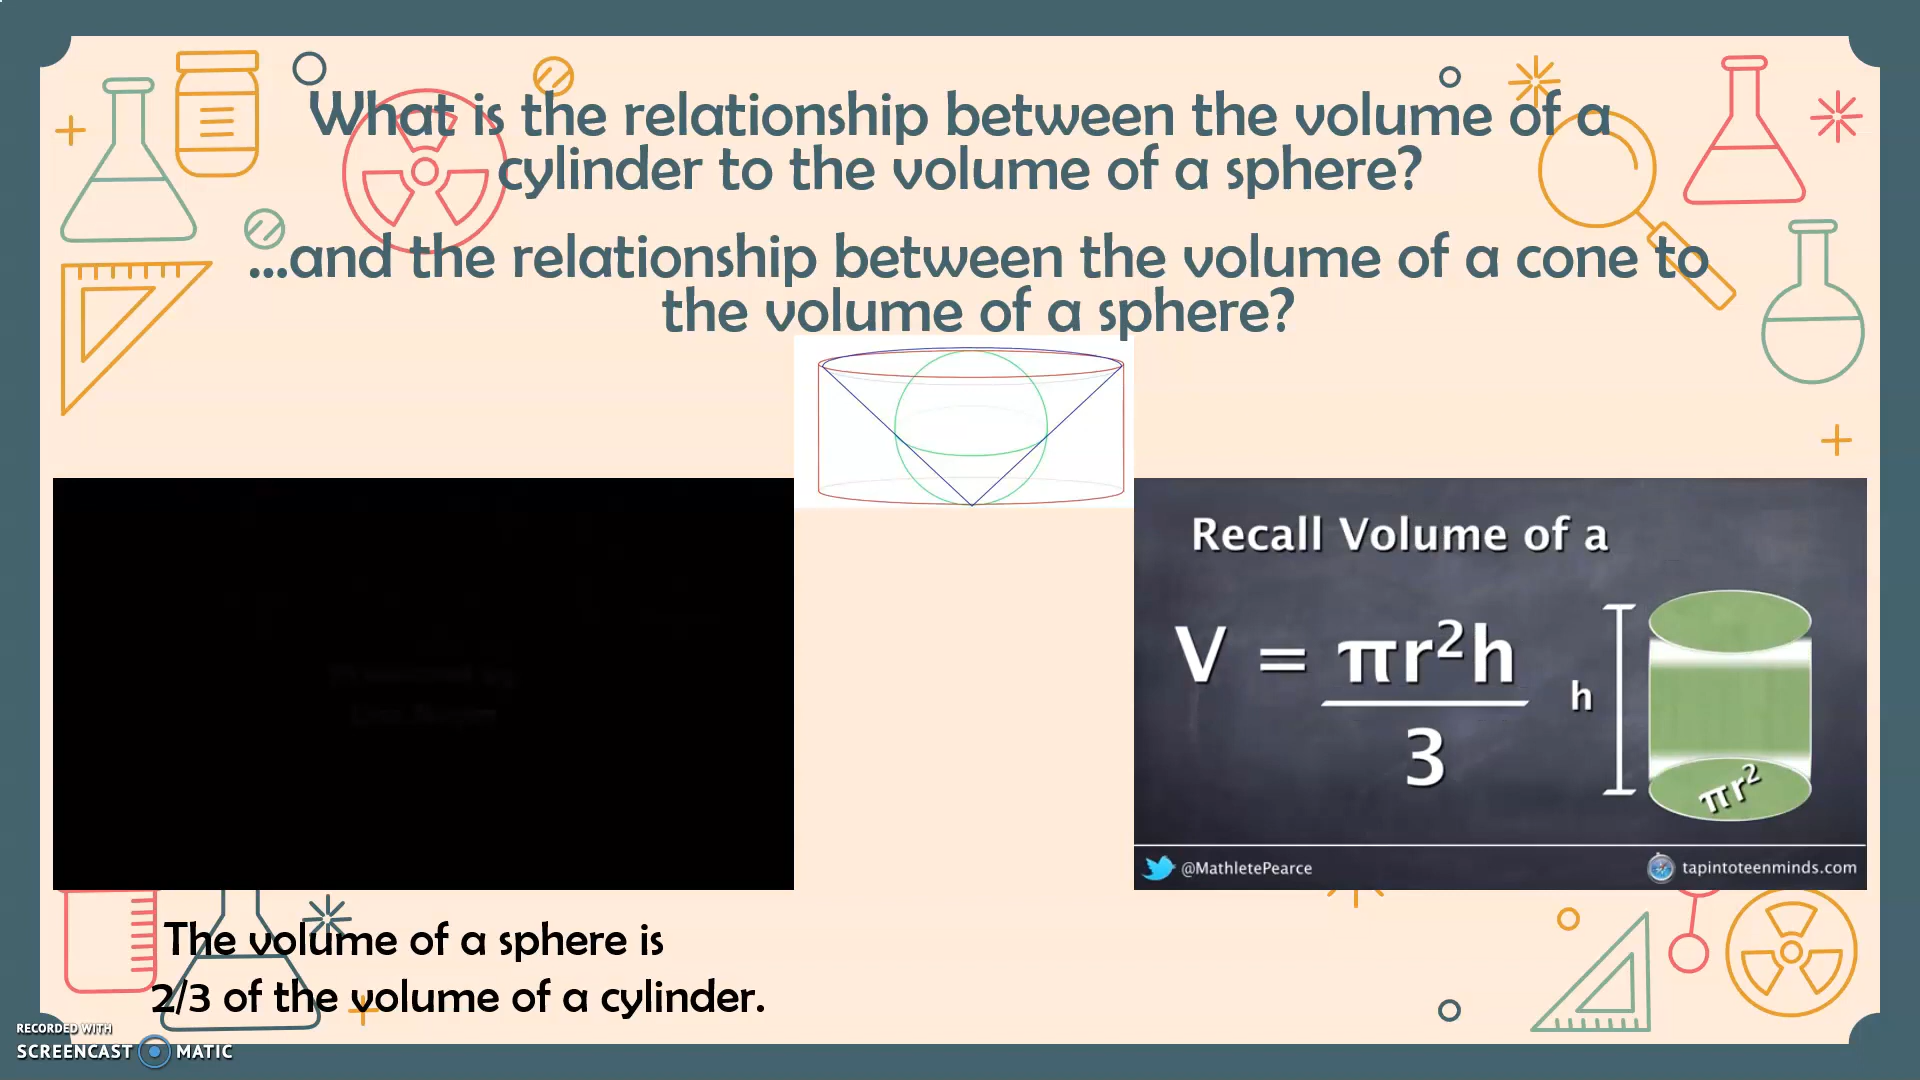 What is the relationship between the volume of a
cylinder to the volume of a sphere?
...and the relationship between the volume of a cone to
the volume of a sphere?
Recall Volume of a
V = πr²h
3
h
πr²
@MathletePearce
tapintoteenminds.com
The volume of a sphere is
2/3 of the volume of a cylinder.
RECORDED WITH
SCREENCAST MATIC